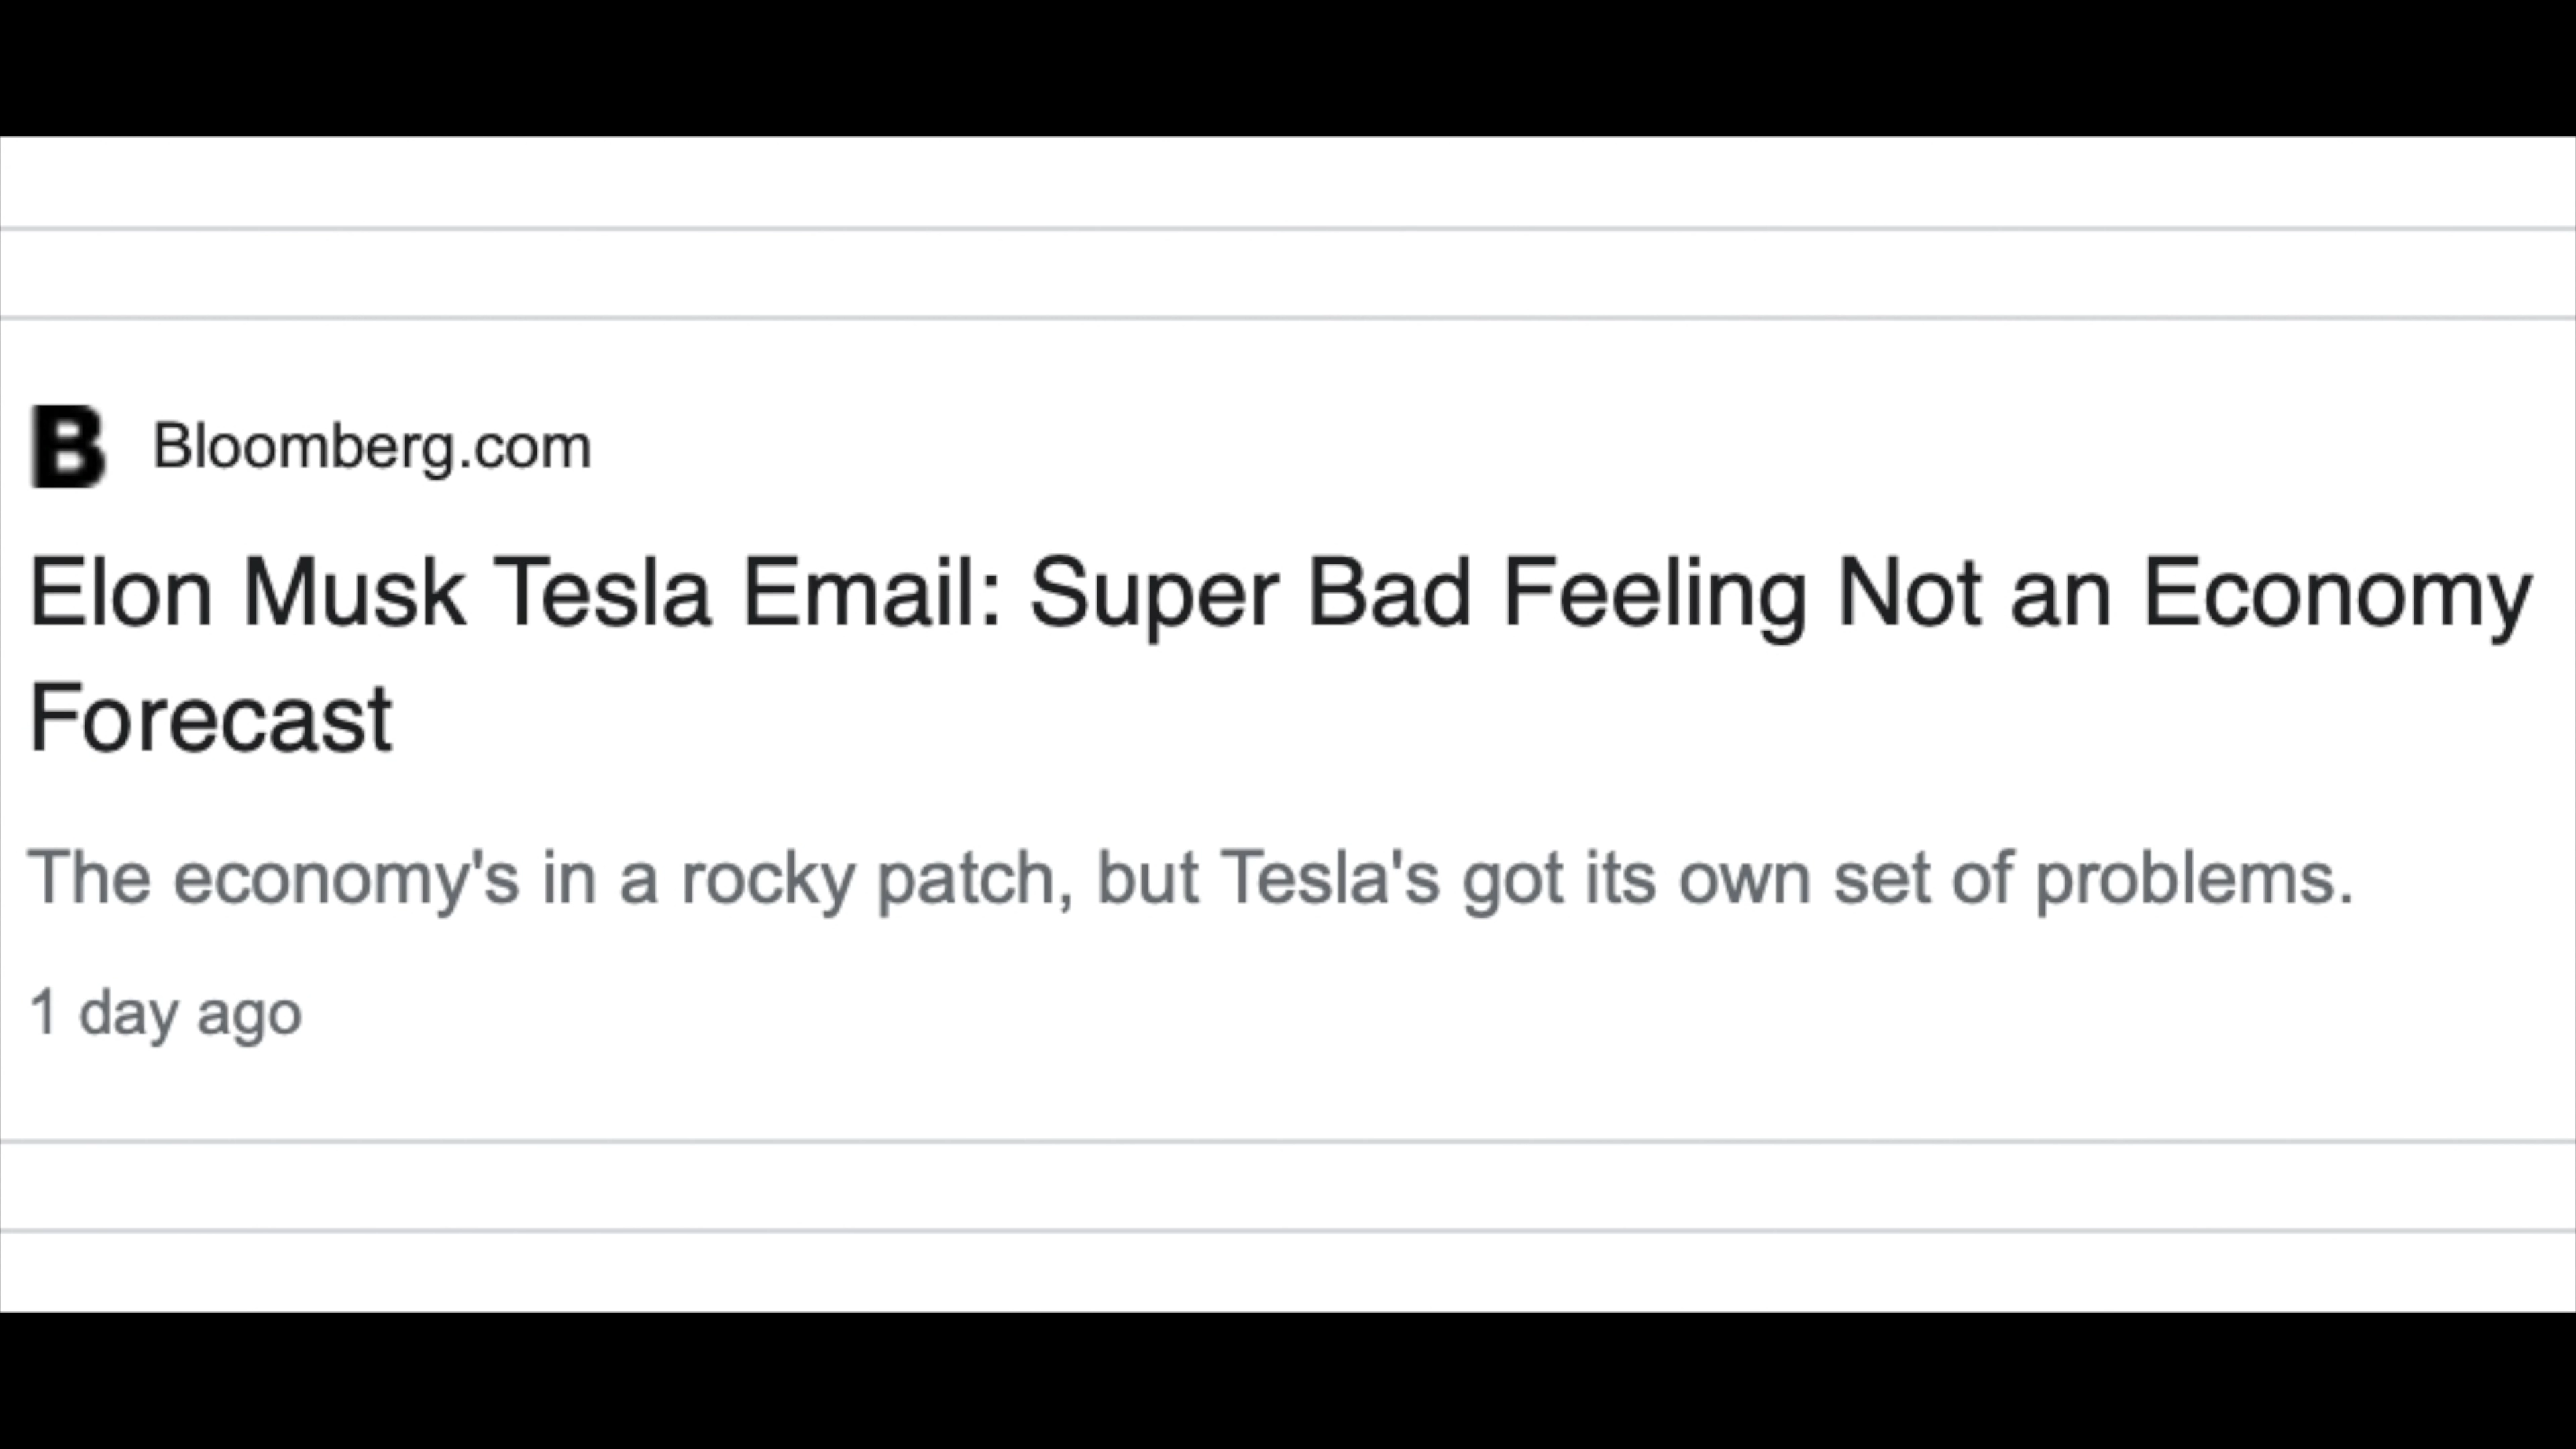 B Bloomberg.com
Elon Musk Tesla Email: Super Bad Feeling Not an Economy
Forecast
The economy's in a rocky patch, but Tesla's got its own set of problems.
1 day ago